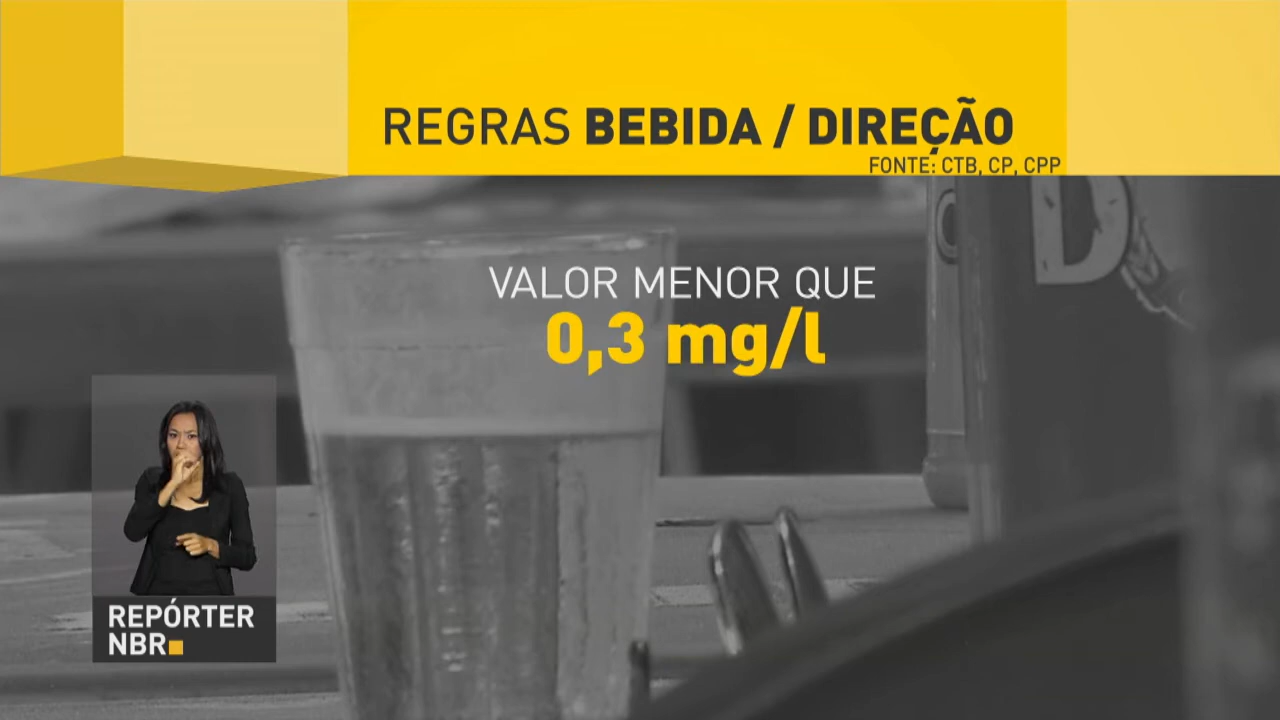 REGRAS BEBIDA / DIREÇÃO
FONTE: CTB, CP, CPP
VALOR MENOR QUE
0,3 mg/l
REPÓRTER
NBR
D